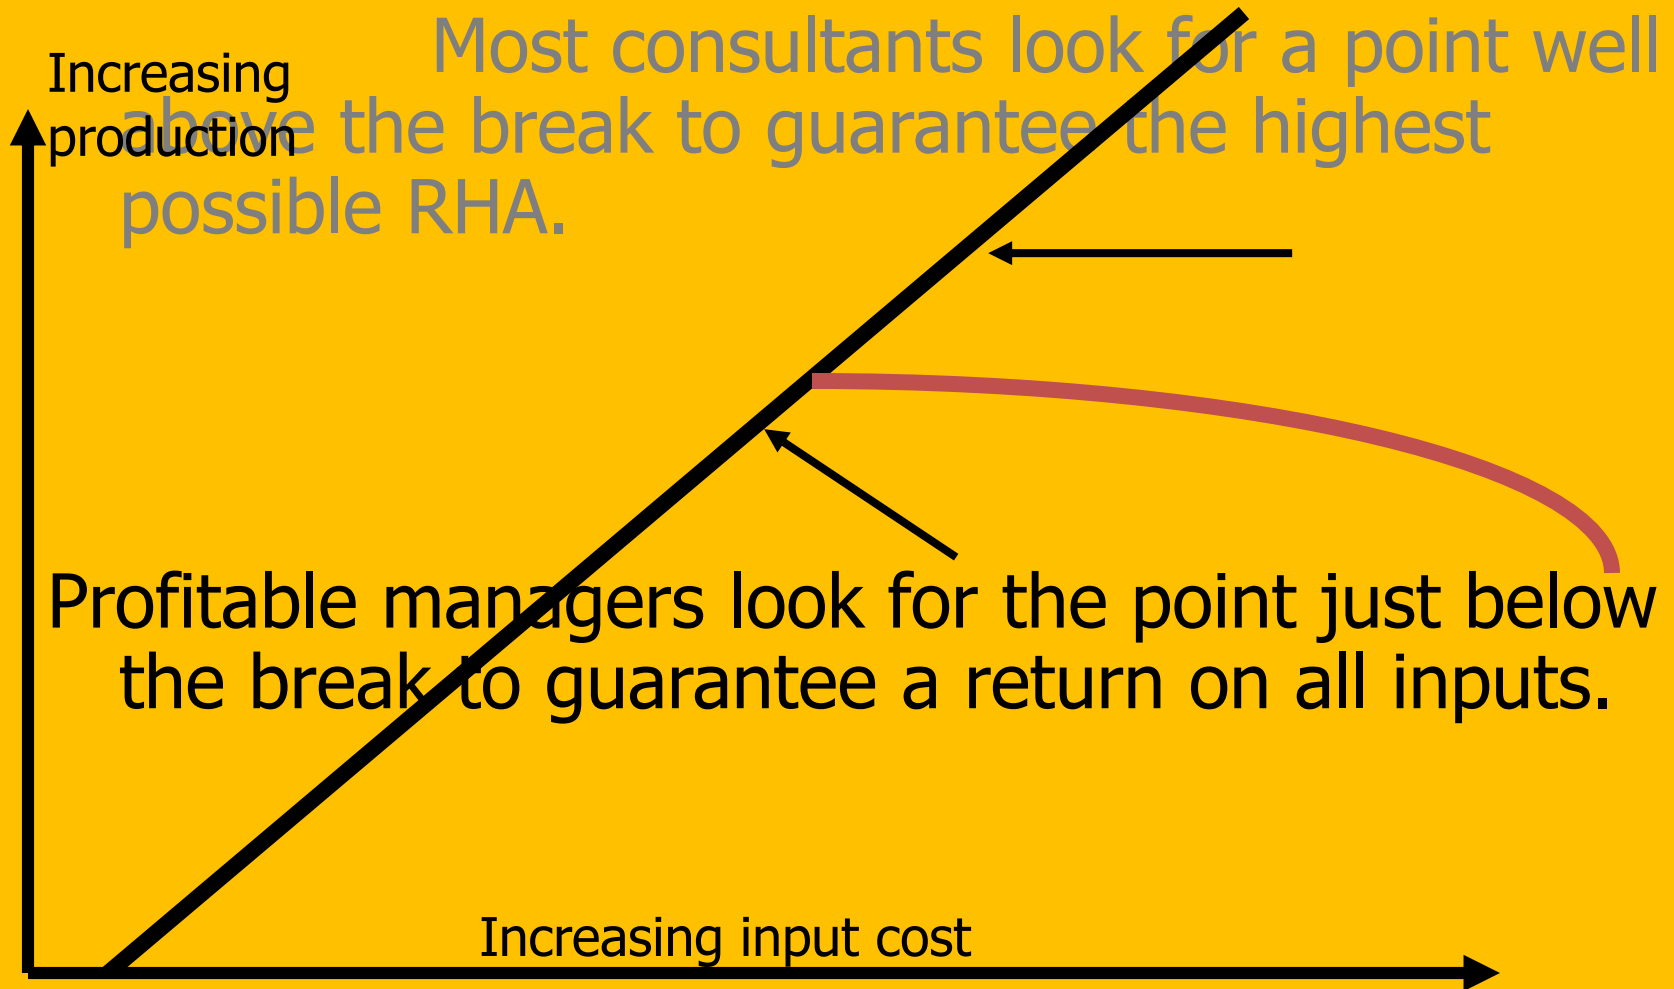 Most consultants look for a point well
above the break to guarantee the highest
possible RHA.
Increasing
production
Profitable managers look for the point just below
the break to guarantee a return on all inputs.
Increasing input cost